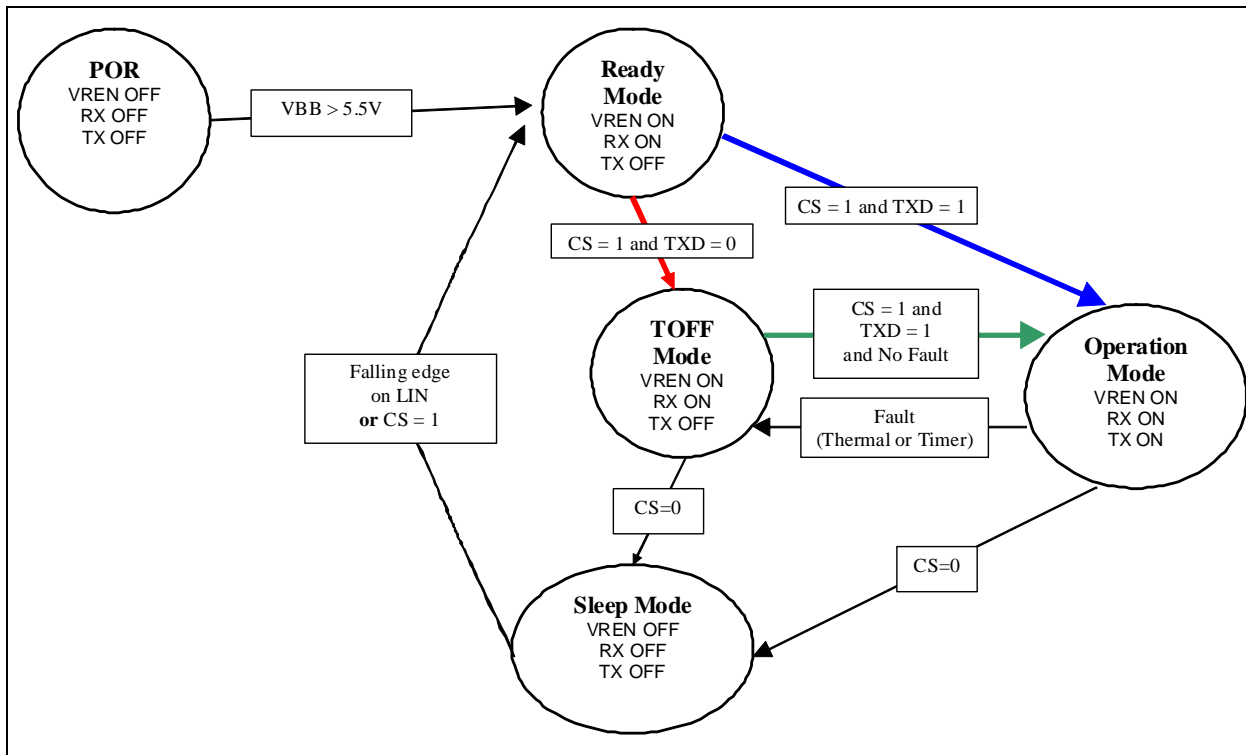 POR
VREN OFF
RX OFF
TX OFF
VBB > 5.5V
Ready
Mode
VREN ON
RX ON
TX OFF
CS = 1 and TXD = 1
CS = 1 and TXD = 0
TOFF
Mode
VREN ON
RX ON
TX OFF
CS = 1 and
TXD = 1
and No Fault
Operation
Mode
VREN ON
RX ON
TX ON
Falling edge
on LIN
or CS = 1
Fault
(Thermal or Timer)
CS=0
CS=0
Sleep Mode
VREN OFF
RX OFF
TX OFF